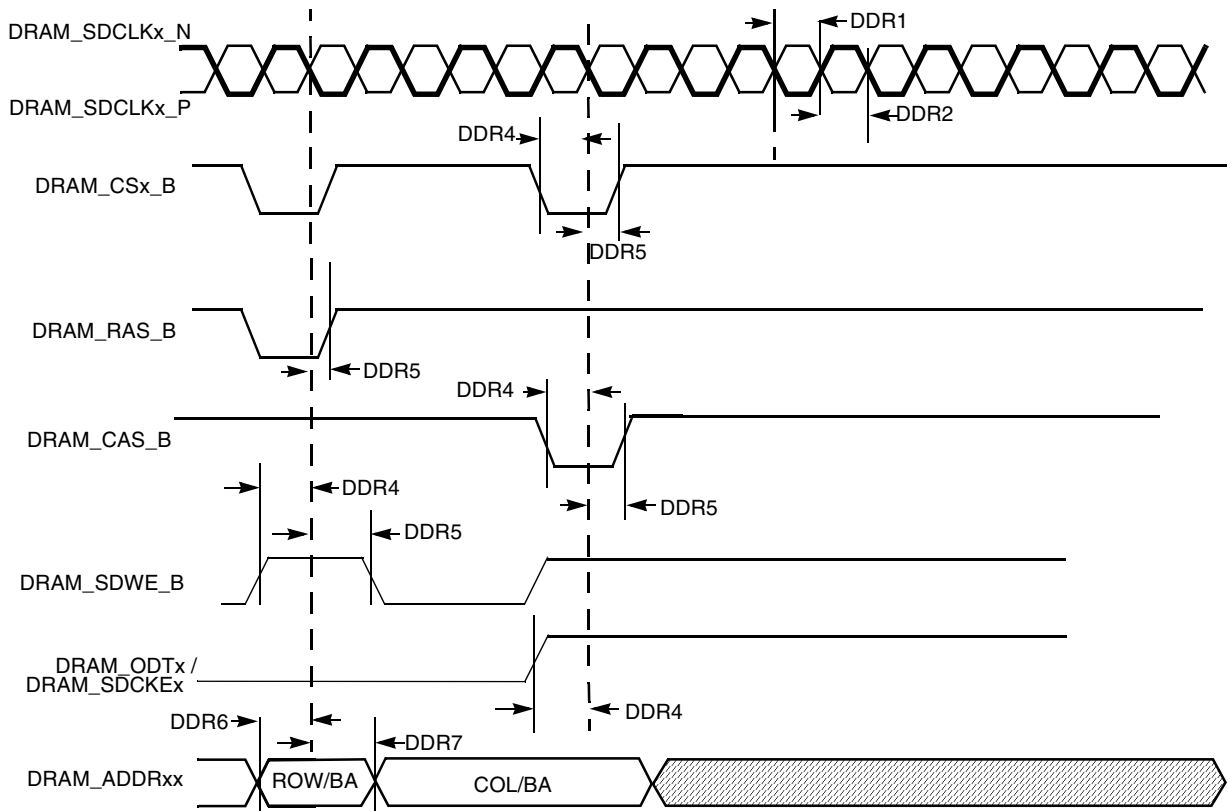 DDR1
DRAM_SDCLKx_N
DRAM_SDCLKx_P
DDR2
DDR4
DRAM_CSx_B
DDR5
DRAM_RAS_B
DDR5
DDR4
DRAM_CAS_B
DDR4
DDR5
DDR5
DRAM_SDWE_B
DRAM_ODTx /
DRAM_SDCKEx
DDR4
DDR6
DDR7
DRAM_ADDRxx
ROW/BA
COL/BA